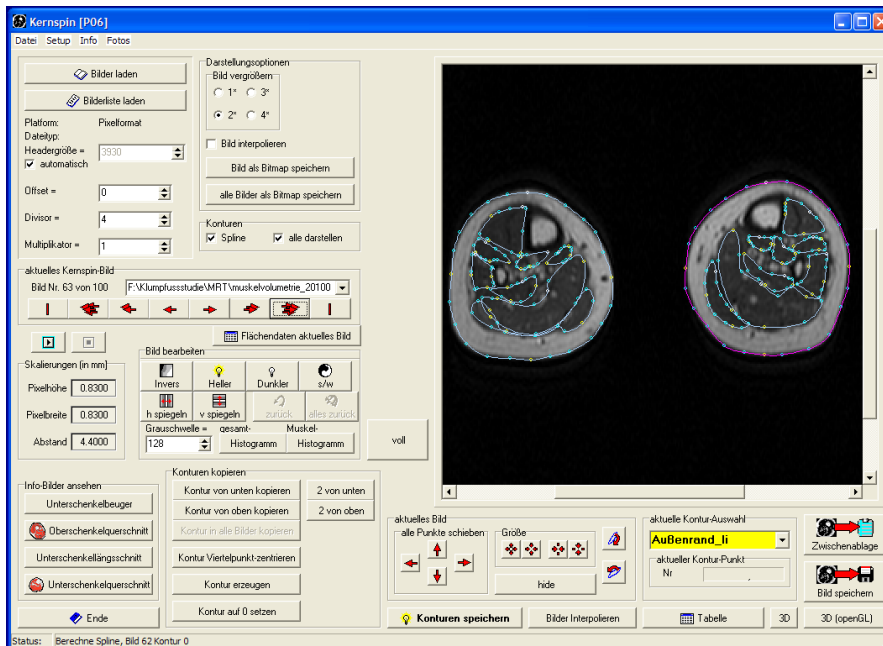 Kernspin [P06]
Datei Setup Info Fotos
Bilder laden
Bilderliste laden
Platform: Pixelformat
Dateityp:
Headergröße = 3930
automatisch
Offset = 0
Divisor = 4
Multiplikator = 1
Darstellungsoptionen
Bild vergrößern
1* 3*
2* 4*
Bild interpolieren
Bild als Bitmap speichern
alle Bilder als Bitmap speichern
Konturen
Spline alle darstellen
aktuelles Kernspin-Bild
Bild Nr. 63 von 100 F:\Klumpfussstudie\MRT\muskelvolumetrie_20100
Flächendaten aktuelles Bild
Skalierungen (in mm)
Pixelhöhe 0.8300
Pixelbreite 0.8300
Abstand 4.4000
Bild bearbeiten
Invers Heller Dunkler s/w
h spiegeln v spiegeln zurück alles zurück
Grauschwelle = gesamt- Muskel-
128 Histogramm Histogramm
voll
Info-Bilder ansehen
Unterschenkelbeuger
Oberschenkelquerschnitt
Unterschenkellängsschnitt
Unterschenkelquerschnitt
Ende
Konturen kopieren
Kontur von unten kopieren 2 von unten
Kontur von oben kopieren 2 von oben
Kontur in alle Bilder kopieren
Kontur Viertelpunkt-zentrieren
Kontur erzeugen
Kontur auf 0 setzen
aktuelles Bild
alle Punkte schieben Größe
hide
aktuelle Kontur-Auswahl
Außenrand_li
aktueller Kontur-Punkt
Nr ,
Zwischenablage
Bild speichern
Konturen speichern Bilder Interpolieren Tabelle 3D 3D (openGL)
Status: Berechne Spline, Bild 62 Kontur 0